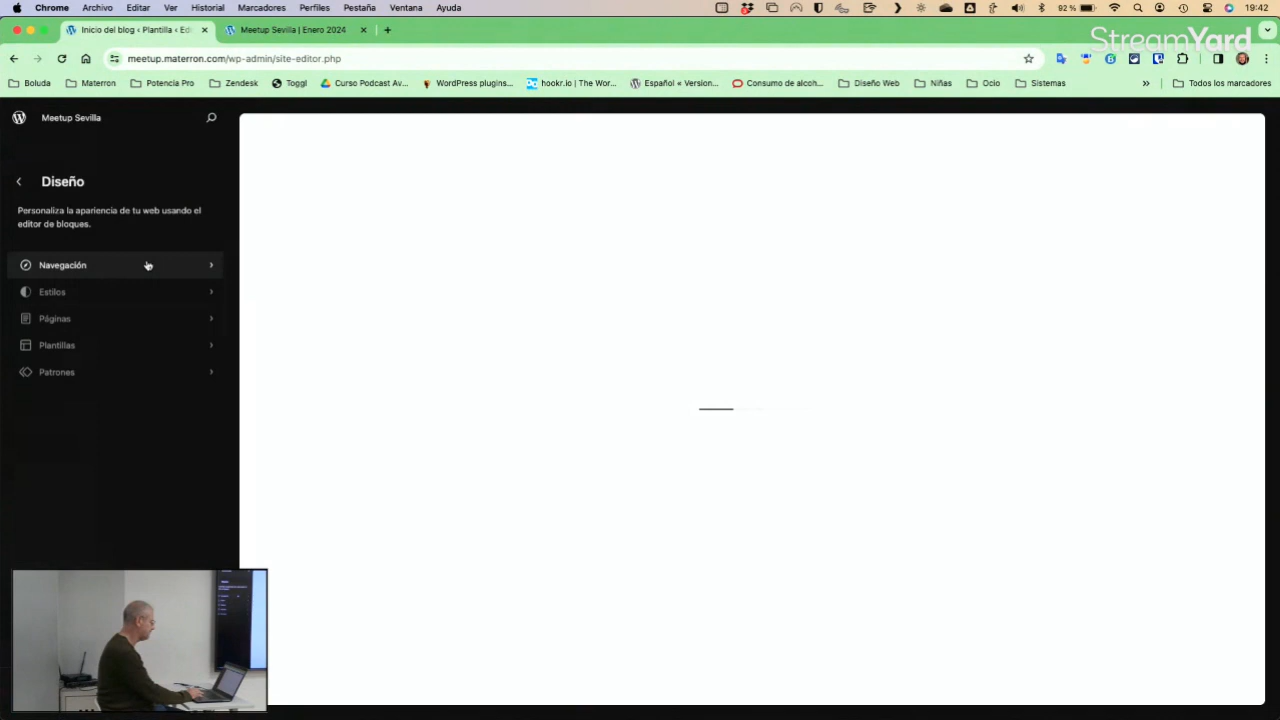 Chrome Archivo Editar Ver Historial Marcadores Perfiles Pestaña Ventana Ayuda 92 % 19:42
Inicio del blog ‹ Plantilla ‹ Edi Meetup Sevilla | Enero 2024
StreamYard
meetup.materron.com/wp-admin/site-editor.php
Boluda Materron Potencia Pro Zendesk Toggl Curso Podcast Av... WordPress plugins... hookr.io | The Wor... Español « Version... Consumo de alcoh... Diseño Web Niñas Ocio Sistemas » Todos los marcadores
Meetup Sevilla
Diseño
Personaliza la apariencia de tu web usando el
editor de bloques.
Navegación
Estilos
Páginas
Plantillas
Patrones